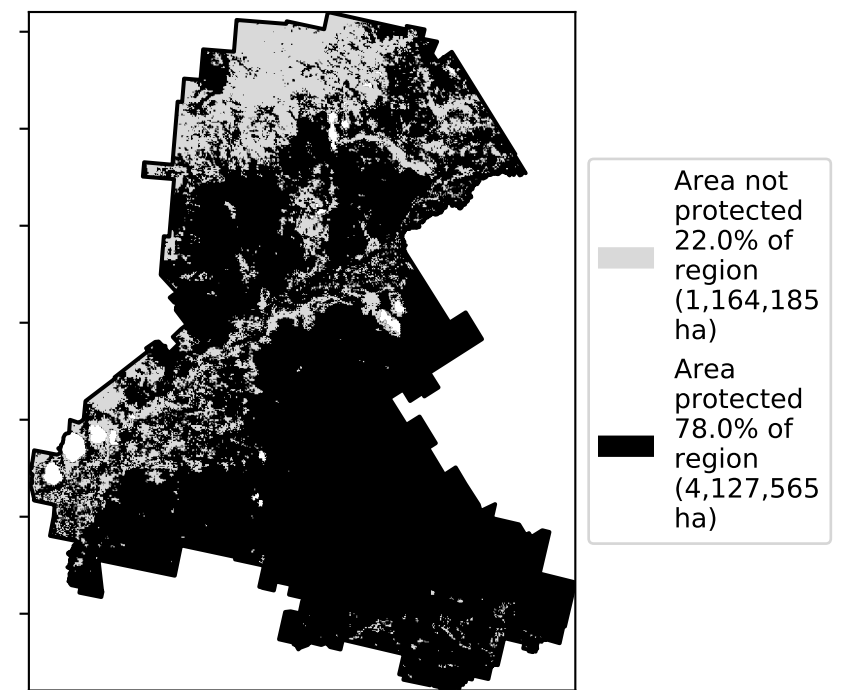 Area not
protected
22.0% of
region
(1,164,185
ha)
Area
protected
78.0% of
region
(4,127,565
ha)